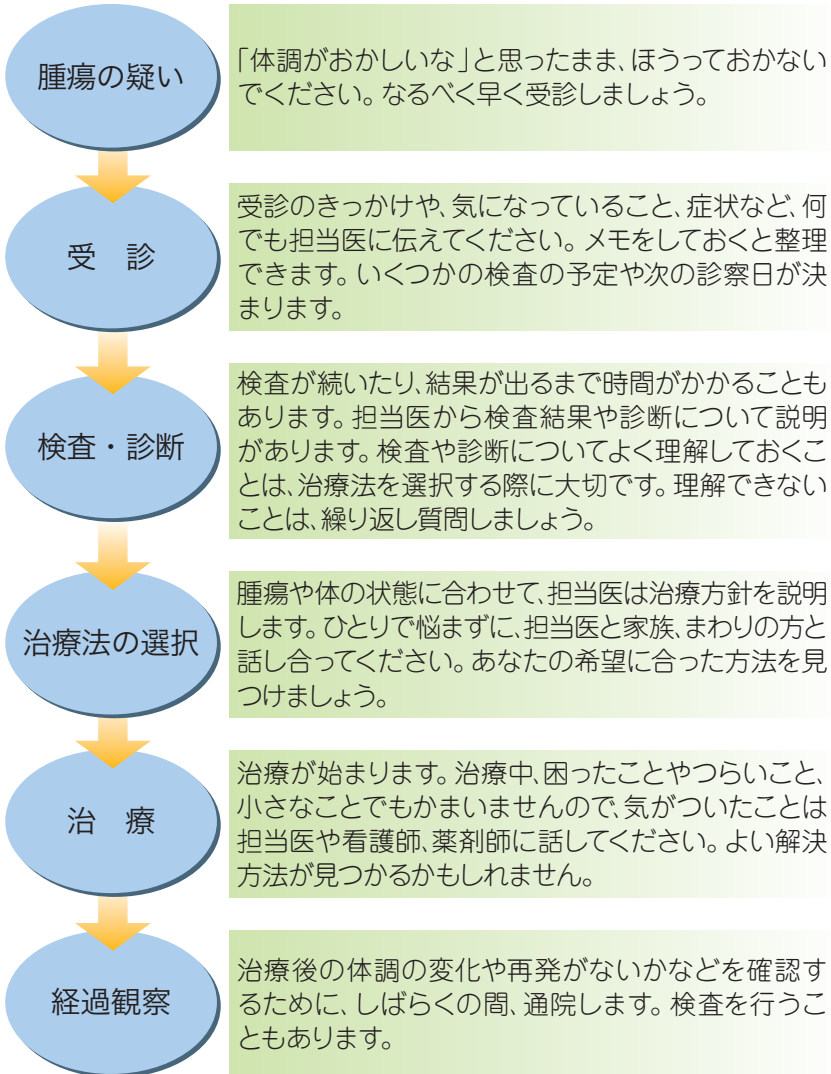 腫瘍の疑い
「体調がおかしいな」と思ったまま、ほうっておかない
でください。なるべく早く受診しましょう。
受　診
受診のきっかけや、気になっていること、症状など、何
でも担当医に伝えてください。メモをしておくと整理
できます。いくつかの検査の予定や次の診察日が決
まります。
検査・診断
検査が続いたり、結果が出るまで時間がかかることも
あります。担当医から検査結果や診断について説明
があります。検査や診断についてよく理解しておくこ
とは、治療法を選択する際に大切です。理解できない
ことは、繰り返し質問しましょう。
治療法の選択
腫瘍や体の状態に合わせて、担当医は治療方針を説明
します。ひとりで悩まずに、担当医と家族、まわりの方と
話し合ってください。あなたの希望に合った方法を見
つけましょう。
治　療
治療が始まります。治療中、困ったことやつらいこと、
小さなことでもかまいませんので、気がついたことは
担当医や看護師、薬剤師に話してください。よい解決
方法が見つかるかもしれません。
経過観察
治療後の体調の変化や再発がないかなどを確認す
るために、しばらくの間、通院します。検査を行うこ
ともあります。